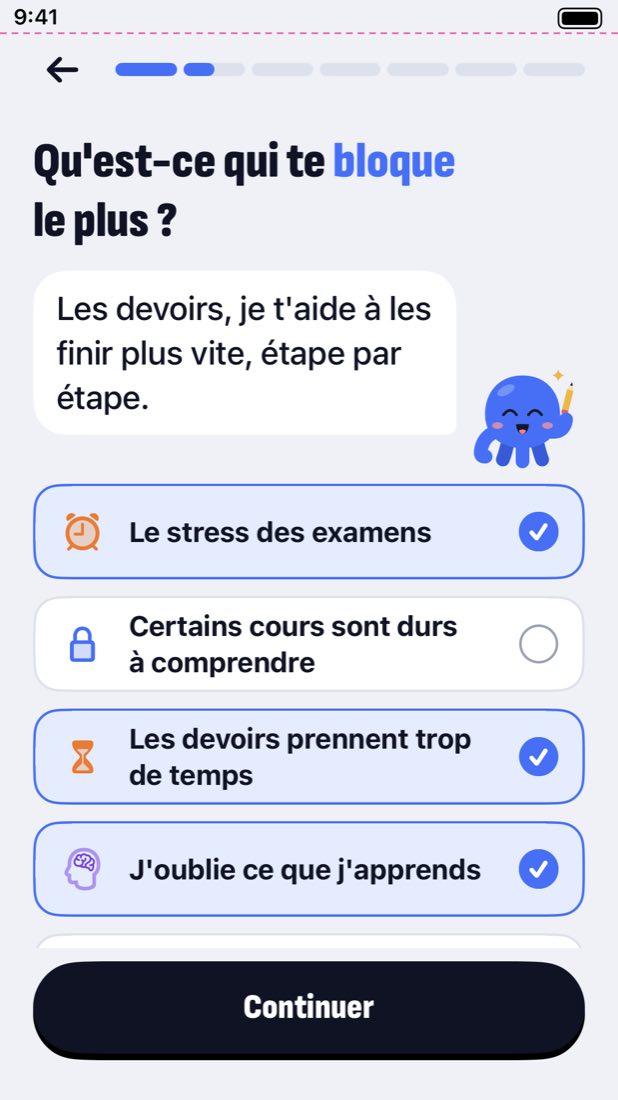 9:41
Qu'est-ce qui te bloque
le plus ?
Les devoirs, je t'aide à les
finir plus vite, étape par
étape.
Le stress des examens
Certains cours sont durs
à comprendre
Les devoirs prennent trop
de temps
J'oublie ce que j'apprends
Continuer